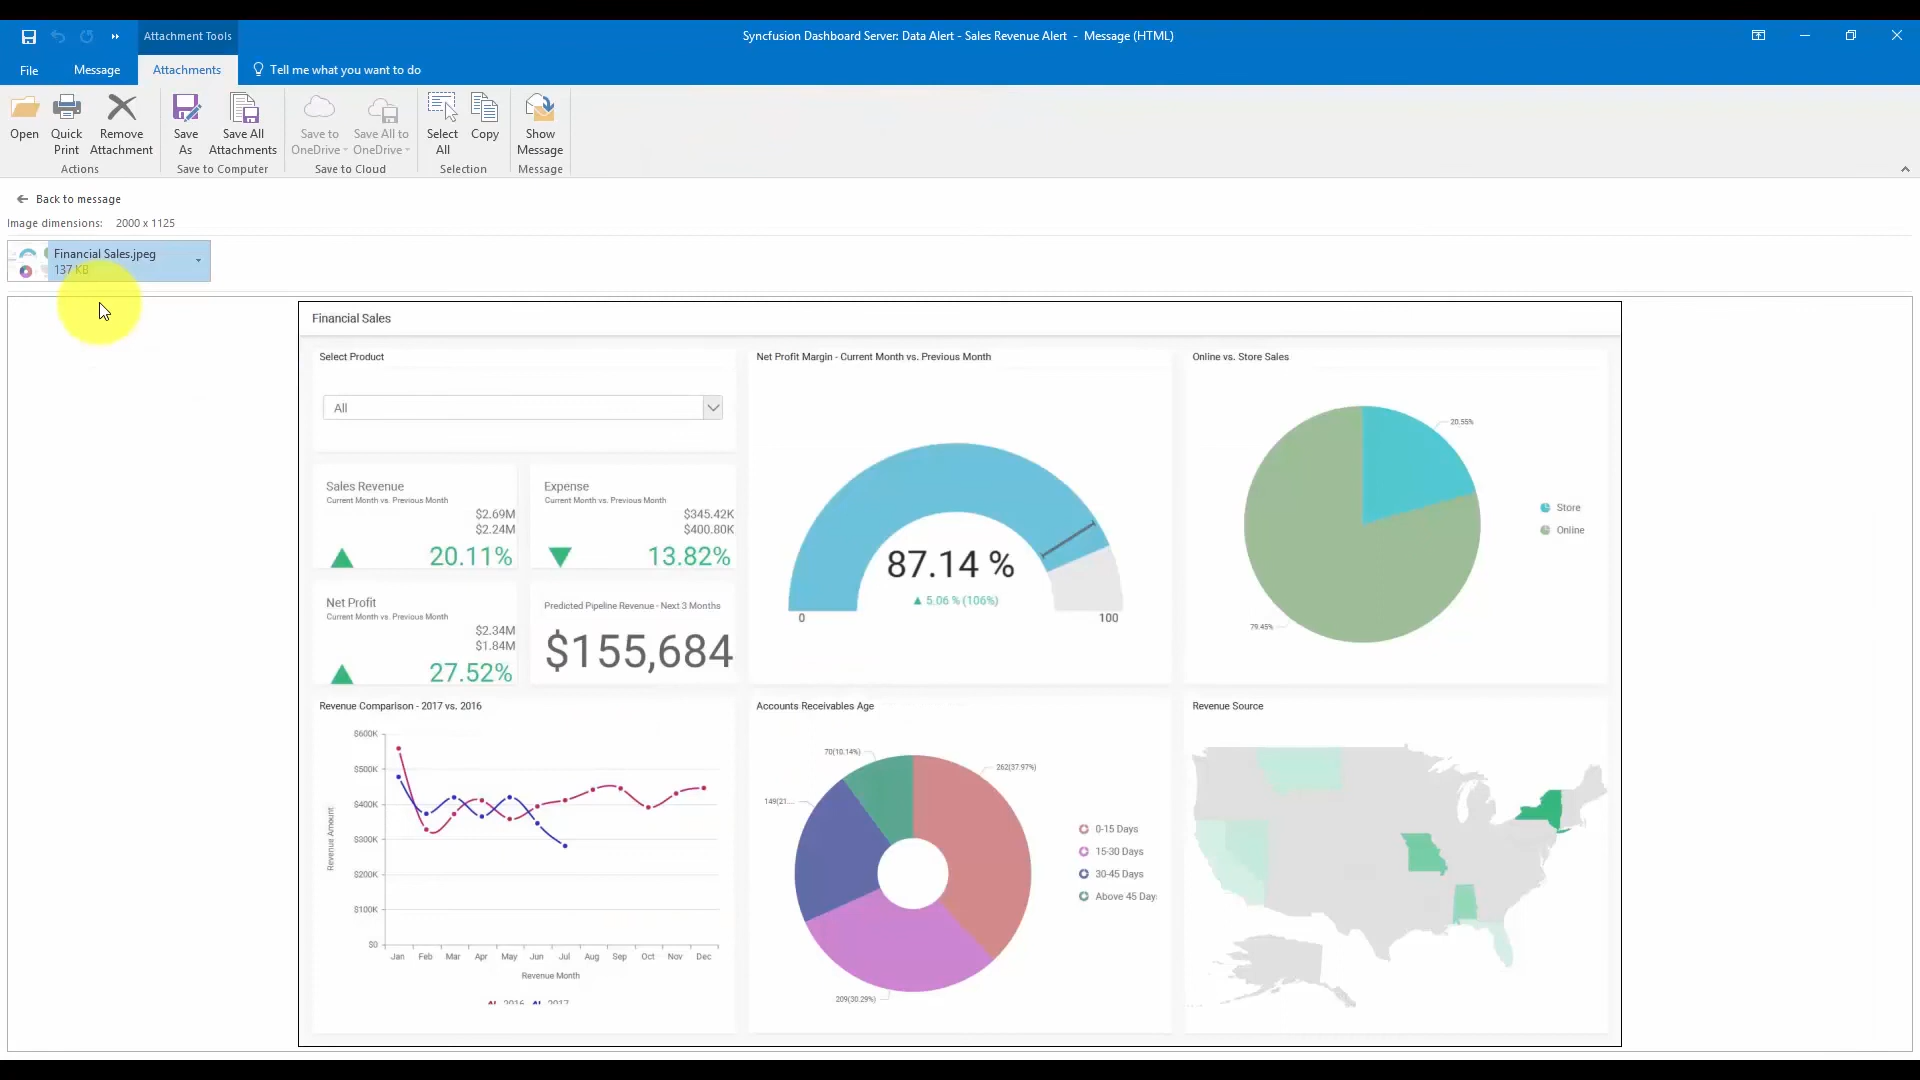 Attachment Tools
Syncfusion Dashboard Server: Data Alert - Sales Revenue Alert - Message (HTML)
File
Message
Attachments
Tell me what you want to do
Open
Quick Print
Remove Attachment
Save As
Save All Attachments
Save to OneDrive
Save All to OneDrive
Select All
Copy
Show Message
Actions
Save to Computer
Save to Cloud
Selection
Message
Back to message
Image dimensions: 2000 x 1125
Financial Sales.jpeg
137 KB
Financial Sales
Select Product
All
Sales Revenue
Current Month vs. Previous Month
$2.69M
$2.24M
20.11%
Expense
Current Month vs. Previous Month
$345.42K
$400.80K
13.82%
Net Profit
Current Month vs. Previous Month
$2.34M
$1.84M
27.52%
Predicted Pipeline Revenue - Next 3 Months
$155,684
Net Profit Margin - Current Month vs. Previous Month
87.14 %
▲ 5.06 % (106%)
0
100
Online vs. Store Sales
20.55%
79.45%
Store
Online
Revenue Comparison - 2017 vs. 2016
$600K
$500K
$400K
$300K
$200K
$100K
$0
Revenue Amount
Jan Feb Mar Apr May Jun Jul Aug Sep Oct Nov Dec
Revenue Month
2016 2017
Accounts Receivables Age
70(10.14%)
262(37.97%)
149(21...
209(30.29%)
0-15 Days
15-30 Days
30-45 Days
Above 45 Day
Revenue Source